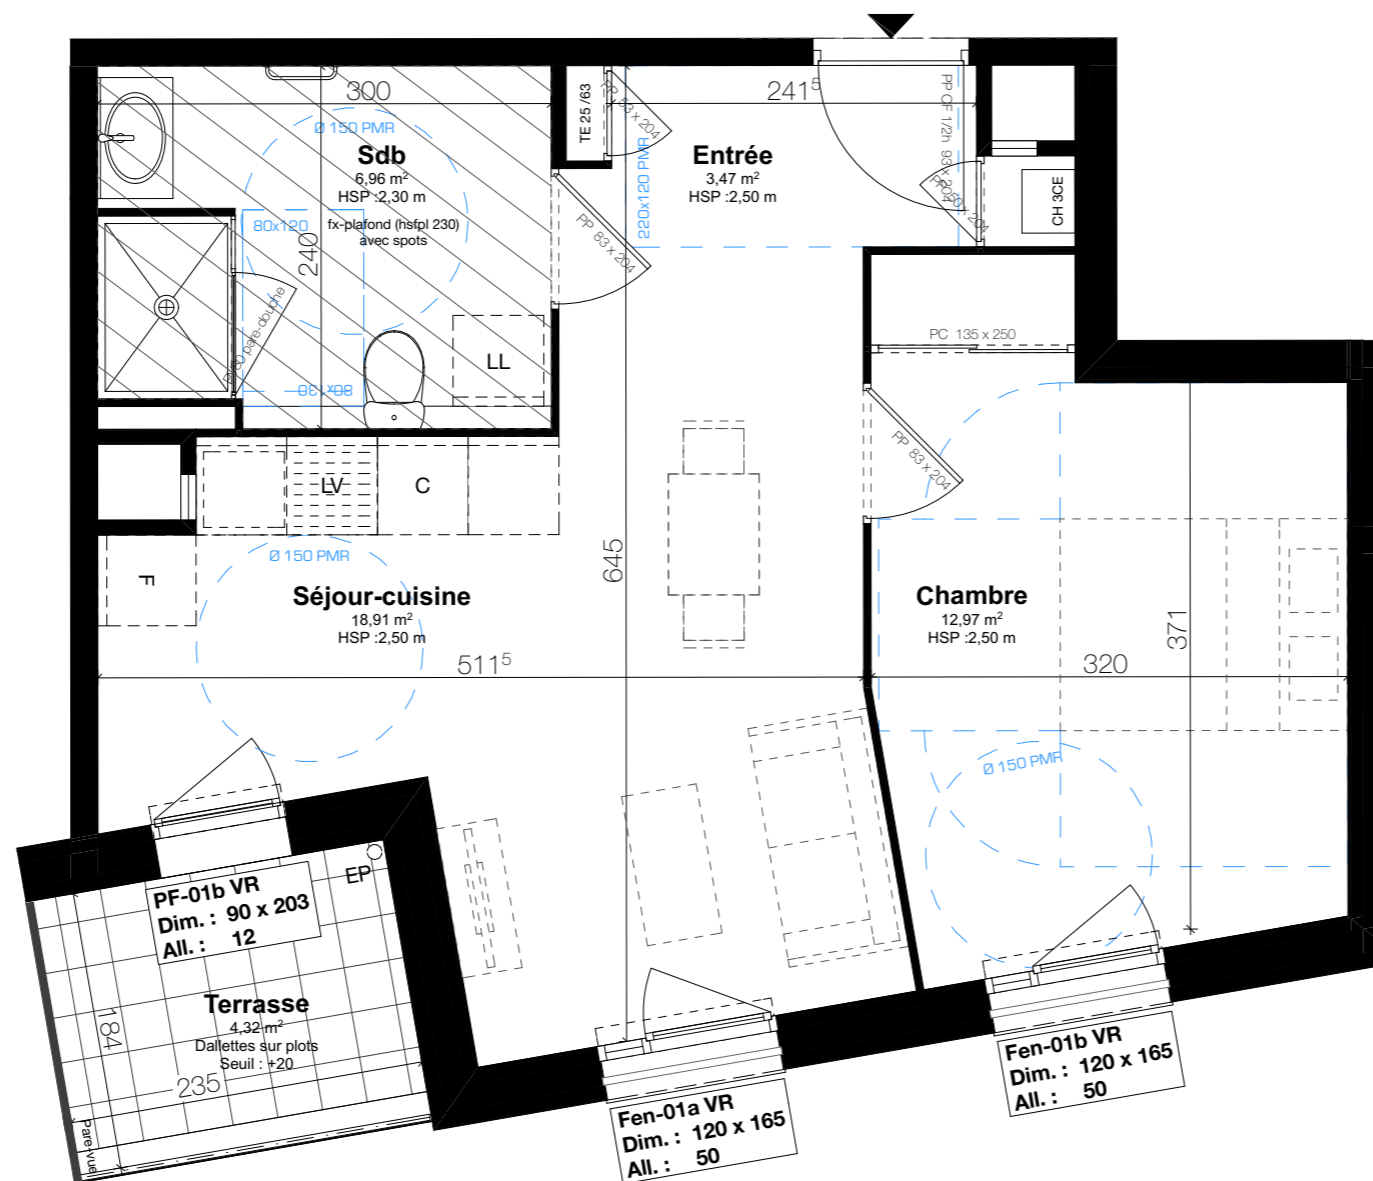 300
Ø 150 PMR
Sdb
6,96 m²
HSP :2,30 m
fx-plafond (hsfpl 230)
avec spots
80x120
240
PP 80 pare-douche
80x130
LL
TE 25 /63
PP 53 x 204
241⁵
Entrée
3,47 m²
HSP :2,50 m
220x120 PMR
PP CF 1/2h 93 x 204
CH 3CE
PP 83 x 204
PC 135 x 250
PP 83 x 204
LV
C
F
Ø 150 PMR
645
Séjour-cuisine
18,91 m²
HSP :2,50 m
511⁵
Chambre
12,97 m²
HSP :2,50 m
371
320
Ø 150 PMR
EP
PF-01b VR
Dim. : 90 x 203
All. : 12
Terrasse
4,32 m²
Dallettes sur plots
Seuil : +20
184
235
Pare-vue
Fen-01a VR
Dim. : 120 x 165
All. : 50
Fen-01b VR
Dim. : 120 x 165
All. : 50